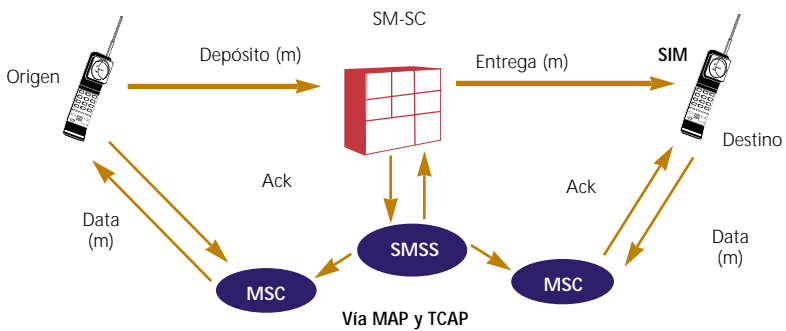 SM-SC
Depósito (m)
Entrega (m)
SIM
Origen
Destino
Ack
Ack
Data
(m)
Data
(m)
SMSS
MSC
MSC
Vía MAP y TCAP